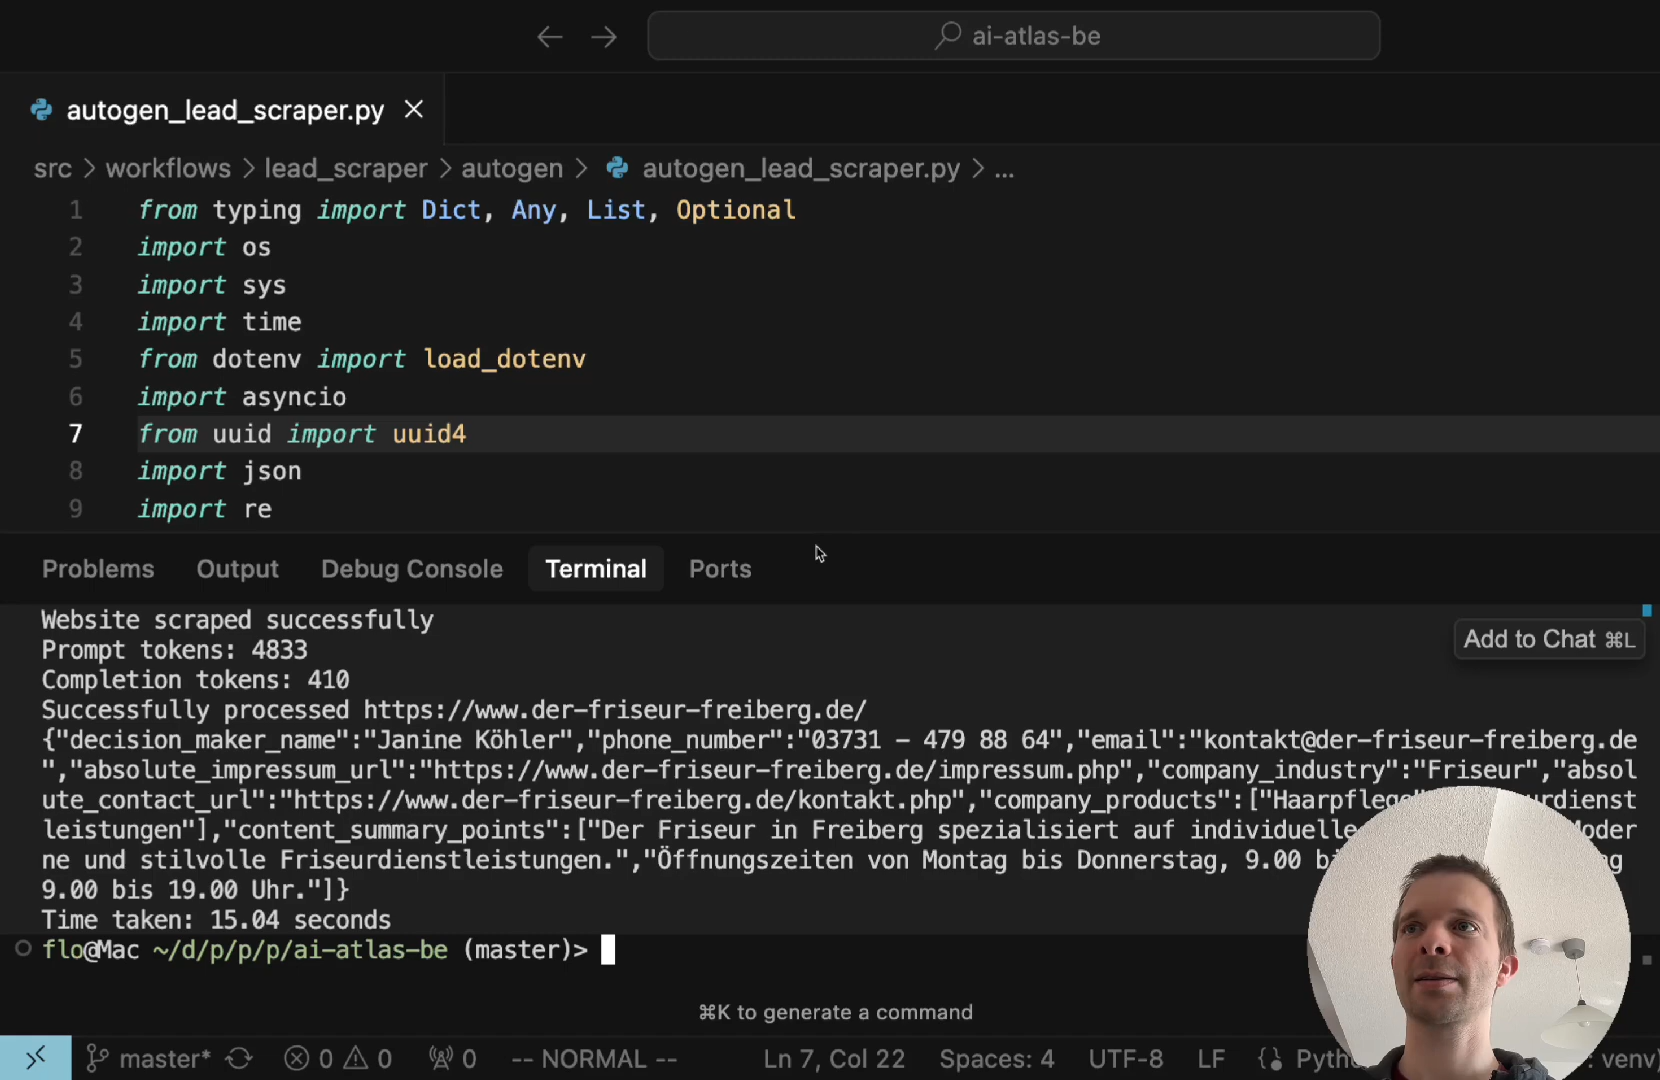 ai-atlas-be
autogen_lead_scraper.py
src > workflows > lead_scraper > autogen > autogen_lead_scraper.py > ...
1 from typing import Dict, Any, List, Optional
2 import os
3 import sys
4 import time
5 from dotenv import load_dotenv
6 import asyncio
7 from uuid import uuid4
8 import json
9 import re
Problems Output Debug Console Terminal Ports
Website scraped successfully
Add to Chat ⌘L
Prompt tokens: 4833
Completion tokens: 410
Successfully processed https://www.der-friseur-freiberg.de/
{"decision_maker_name":"Janine Köhler","phone_number":"03731 – 479 88 64","email":"kontakt@der-friseur-freiberg.de
","absolute_impressum_url":"https://www.der-friseur-freiberg.de/impressum.php","company_industry":"Friseur","absol
ute_contact_url":"https://www.der-friseur-freiberg.de/kontakt.php","company_products":["Haarpflege urdienst
leistungen"],"content_summary_points":["Der Friseur in Freiberg spezialisiert auf individuelle Moder
ne und stilvolle Friseurdienstleistungen.","Öffnungszeiten von Montag bis Donnerstag, 9.00
9.00 bis 19.00 Uhr."]}
Time taken: 15.04 seconds
flo@Mac ~/d/p/p/p/ai-atlas-be (master)>
⌘K to generate a command
master* 0 0 0 -- NORMAL -- Ln 7, Col 22 Spaces: 4 UTF-8 LF venv)